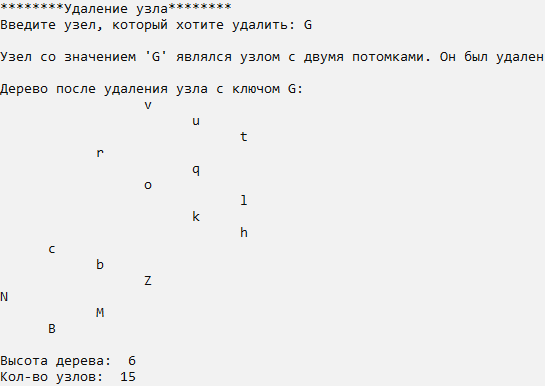 ********Удаление узла********
Введите узел, который хотите удалить: G
Узел со значением 'G' являлся узлом с двумя потомками. Он был удален
Дерево после удаления узла с ключом G:
v
u
t
r
q
o
l
k
h
c
b
Z
N
M
B
Высота дерева:  6
Кол-во узлов:  15